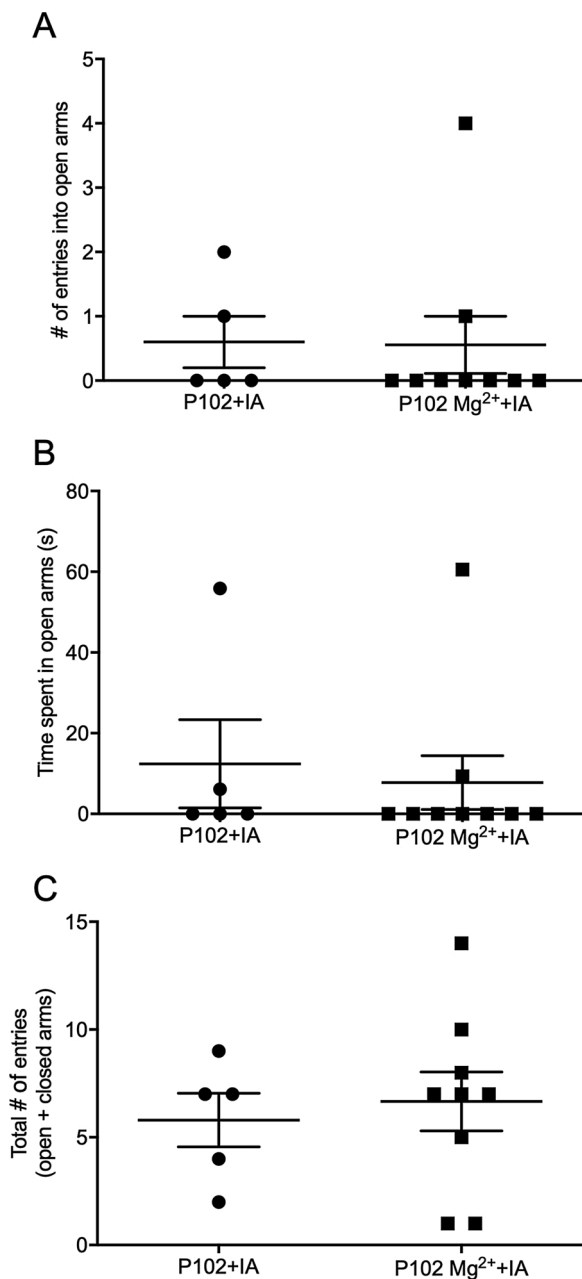 A
# of entries into open arms
5
4
3
2
1
0
P102+IA
P102 Mg²⁺+IA
B
Time spent in open arms (s)
80
60
40
20
0
P102+IA
P102 Mg²⁺+IA
C
Total # of entries
(open + closed arms)
15
10
5
0
P102+IA
P102 Mg²⁺+IA